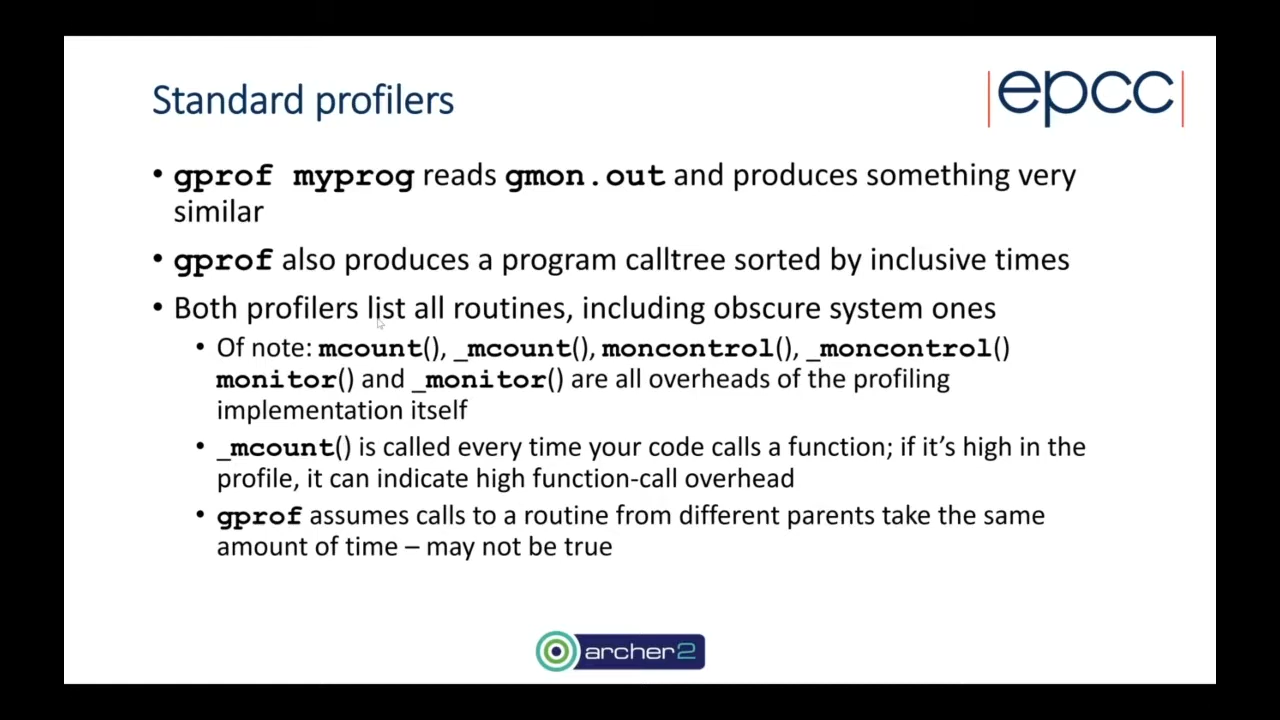 Standard profilers
|epcc|
• gprof myprog reads gmon.out and produces something very
similar
• gprof also produces a program calltree sorted by inclusive times
• Both profilers list all routines, including obscure system ones
• Of note: mcount(), _mcount(), moncontrol(), _moncontrol()
monitor() and _monitor() are all overheads of the profiling
implementation itself
• _mcount() is called every time your code calls a function; if it’s high in the
profile, it can indicate high function-call overhead
• gprof assumes calls to a routine from different parents take the same
amount of time – may not be true
archer2